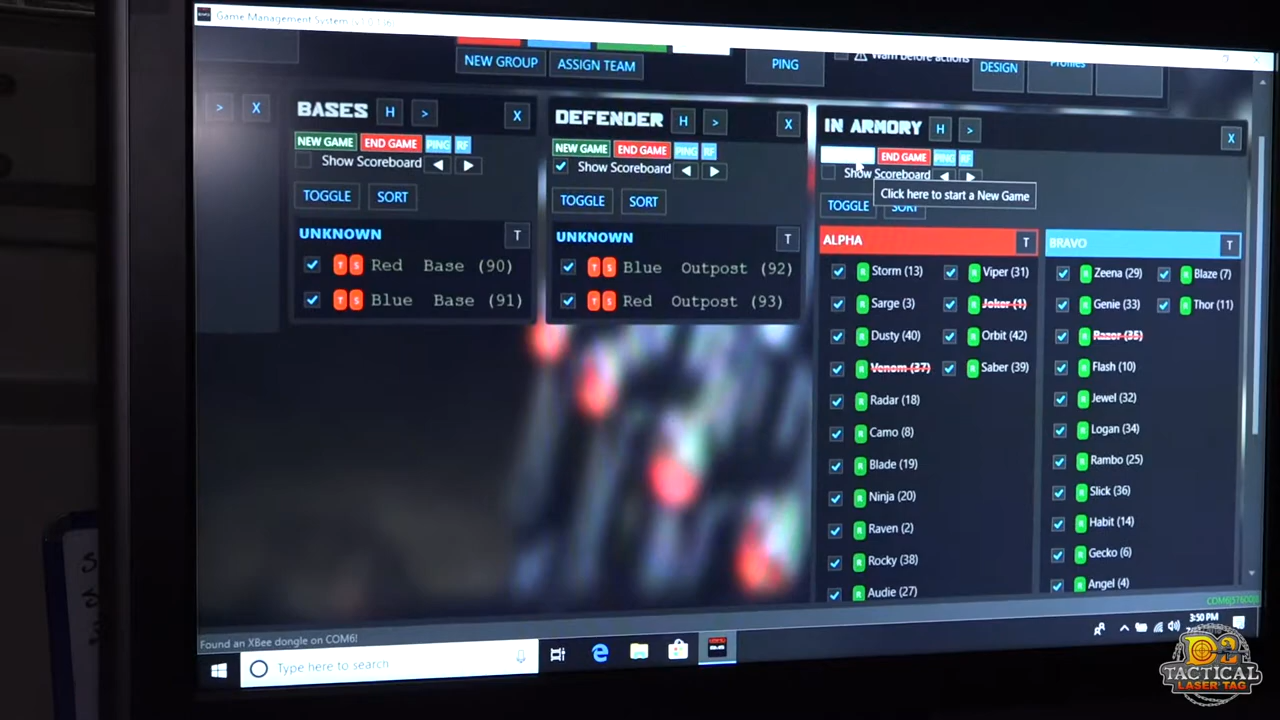 Game Management System
NEW GROUP
ASSIGN TEAM
PING
Warn before actions
DESIGN
Profiles
> X
BASES H > X
NEW GAME END GAME PING RF
Show Scoreboard
TOGGLE SORT
UNKNOWN T
T S Red Base (90)
T S Blue Base (91)
DEFENDER H > X
NEW GAME END GAME PING RF
Show Scoreboard
TOGGLE SORT
UNKNOWN T
T S Blue Outpost (92)
T S Red Outpost (93)
IN ARMORY H > X
END GAME PING RF
Show Scoreboard
Click here to start a New Game
TOGGLE SORT
ALPHA T
R Storm (13) R Viper (31)
R Sarge (3) R Joker (1)
R Dusty (40) R Orbit (42)
R Venom (37) R Saber (39)
R Radar (18)
R Camo (8)
R Blade (19)
R Ninja (20)
R Raven (2)
R Rocky (38)
R Audie (27)
BRAVO T
R Zeena (29) R Blaze (7)
R Genie (33) R Thor (11)
R Razor (35)
R Flash (10)
R Jewel (32)
R Logan (34)
R Rambo (25)
R Slick (36)
R Habit (14)
R Gecko (6)
R Angel (4)
Found an XBee dongle on COM6!
Type here to search
3:50 PM
TACTICAL
LASER TAG